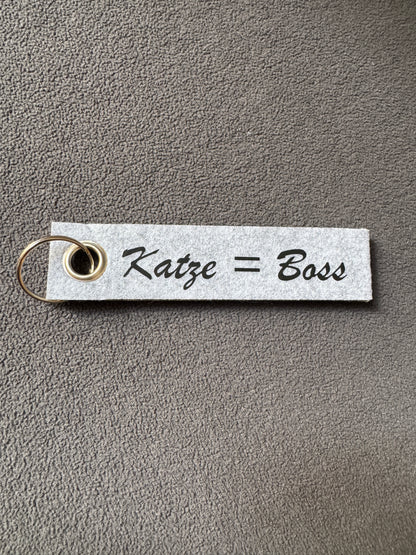 Katze = Boss